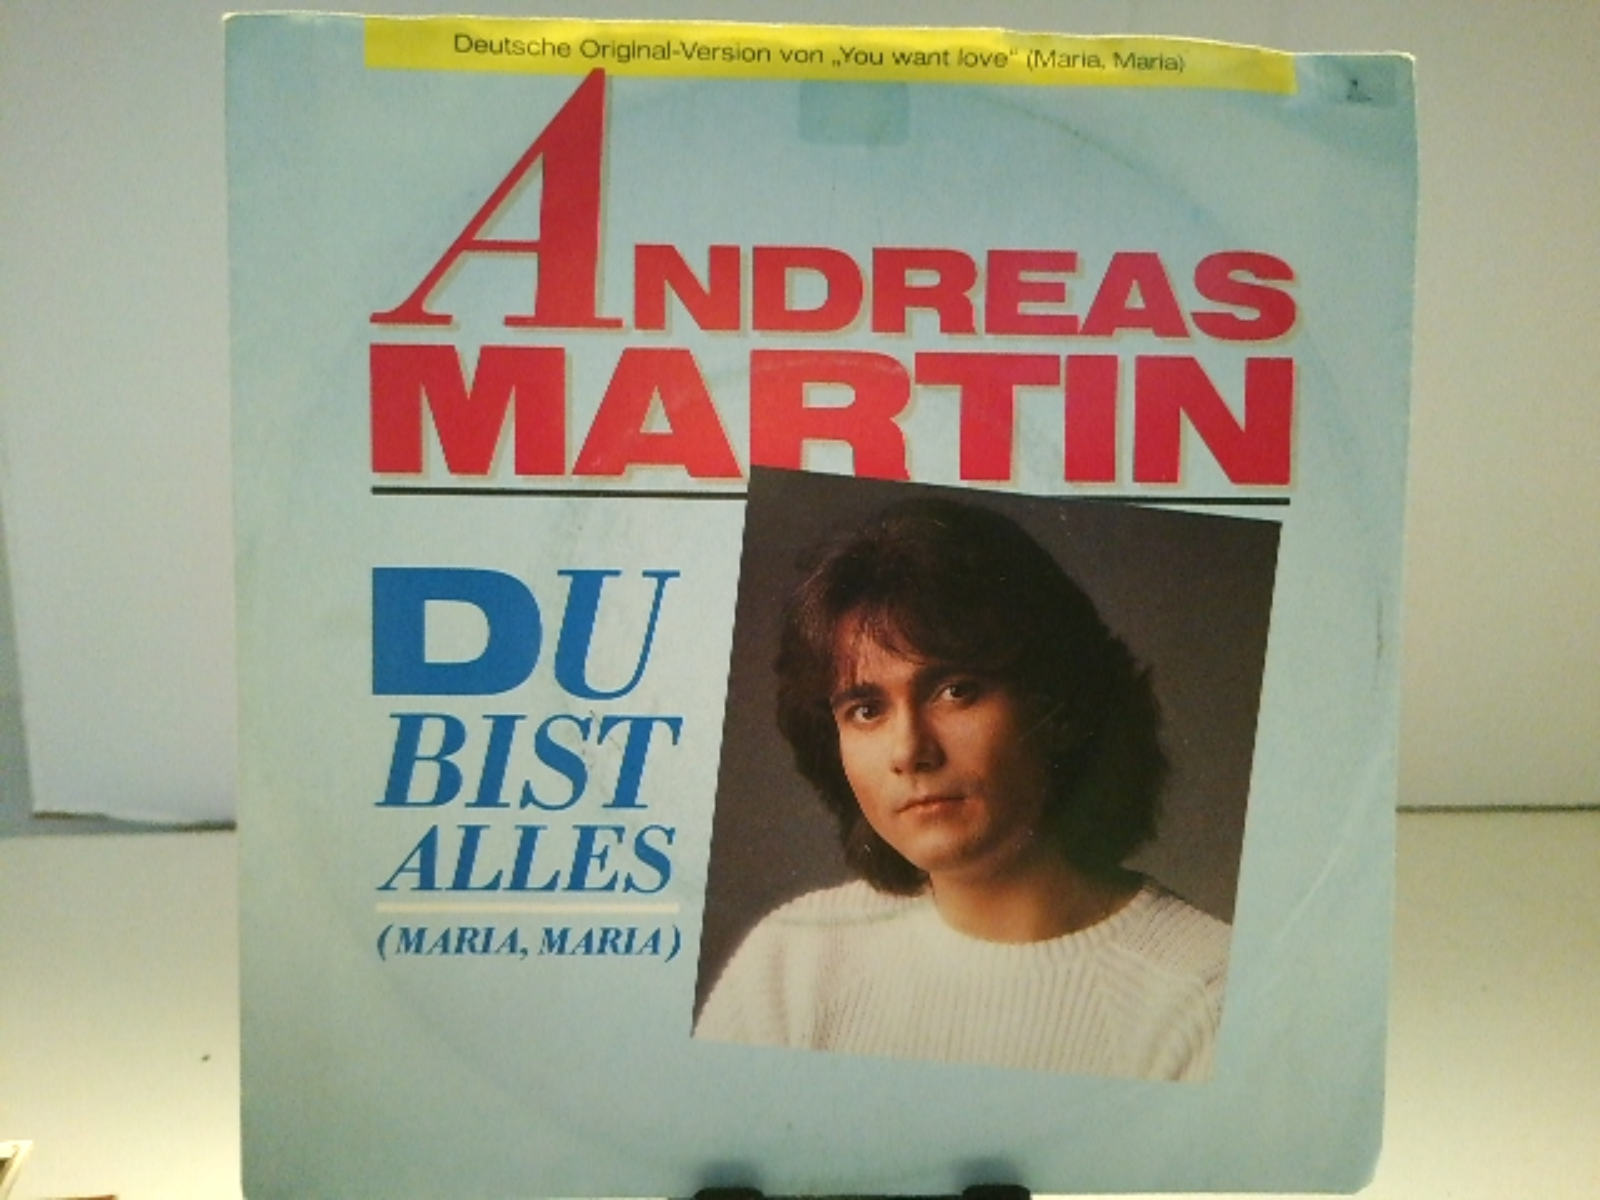 Deutsche Original-Version von „You want love“ (Maria, Maria)
ANDREAS
MARTIN
DU
BIST
ALLES
(MARIA, MARIA)